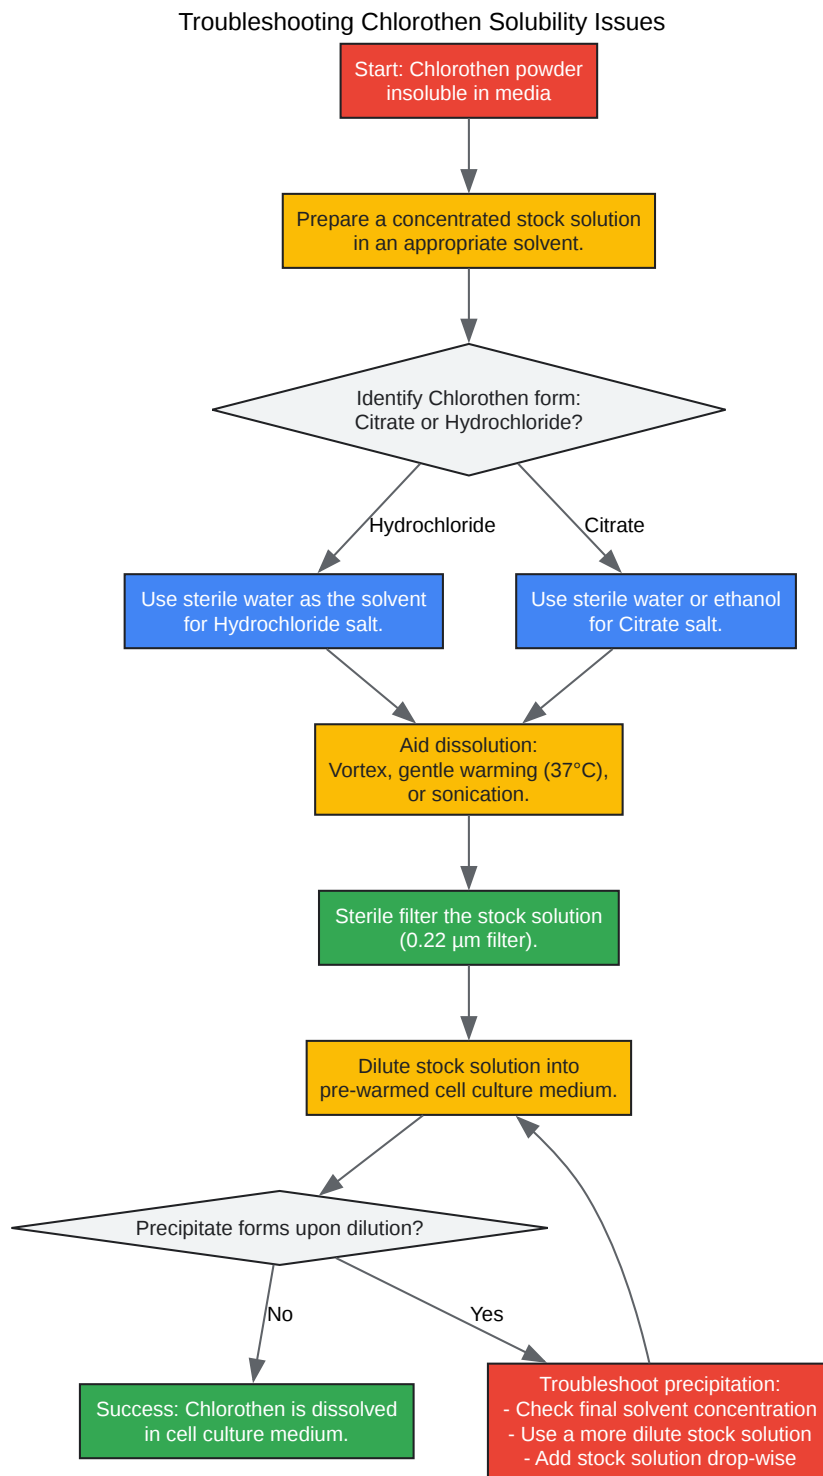 Troubleshooting Chlorothen Solubility Issues
Start: Chlorothen powder
insoluble in media
Prepare a concentrated stock solution
in an appropriate solvent.
Identify Chlorothen form:
Citrate or Hydrochloride?
Hydrochloride
Citrate
Use sterile water as the solvent
for Hydrochloride salt.
Use sterile water or ethanol
for Citrate salt.
Aid dissolution:
Vortex, gentle warming (37°C),
or sonication.
Sterile filter the stock solution
(0.22 µm filter).
Dilute stock solution into
pre-warmed cell culture medium.
Precipitate forms upon dilution?
No
Yes
Success: Chlorothen is dissolved
in cell culture medium.
Troubleshoot precipitation:
- Check final solvent concentration
- Use a more dilute stock solution
- Add stock solution drop-wise